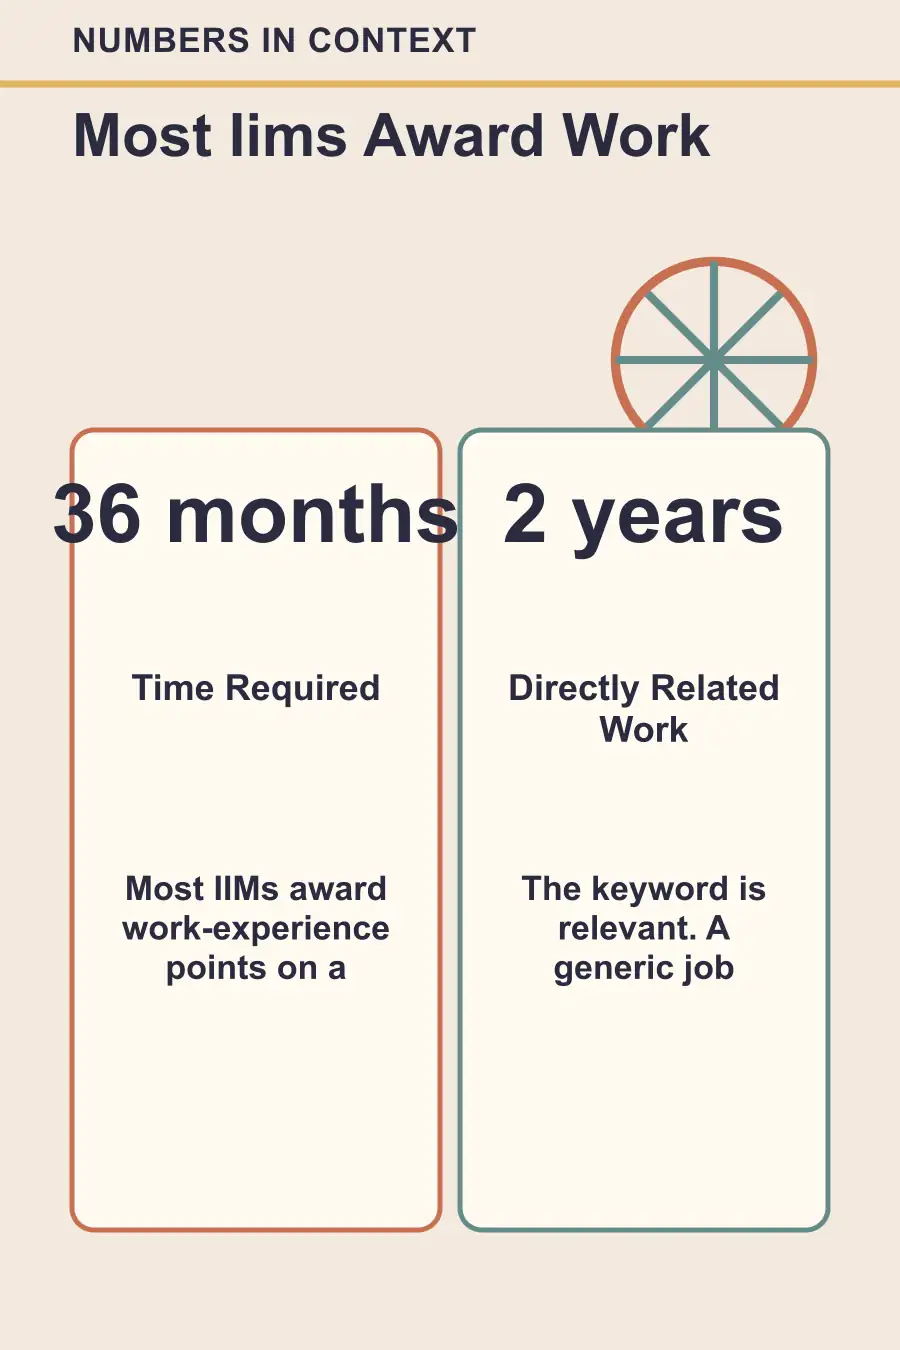 NUMBERS IN CONTEXT
Most lims Award Work
36 months
Time Required
Most IIMs award
work-experience
points on a
2 years
Directly Related
Work
The keyword is
relevant. A
generic job